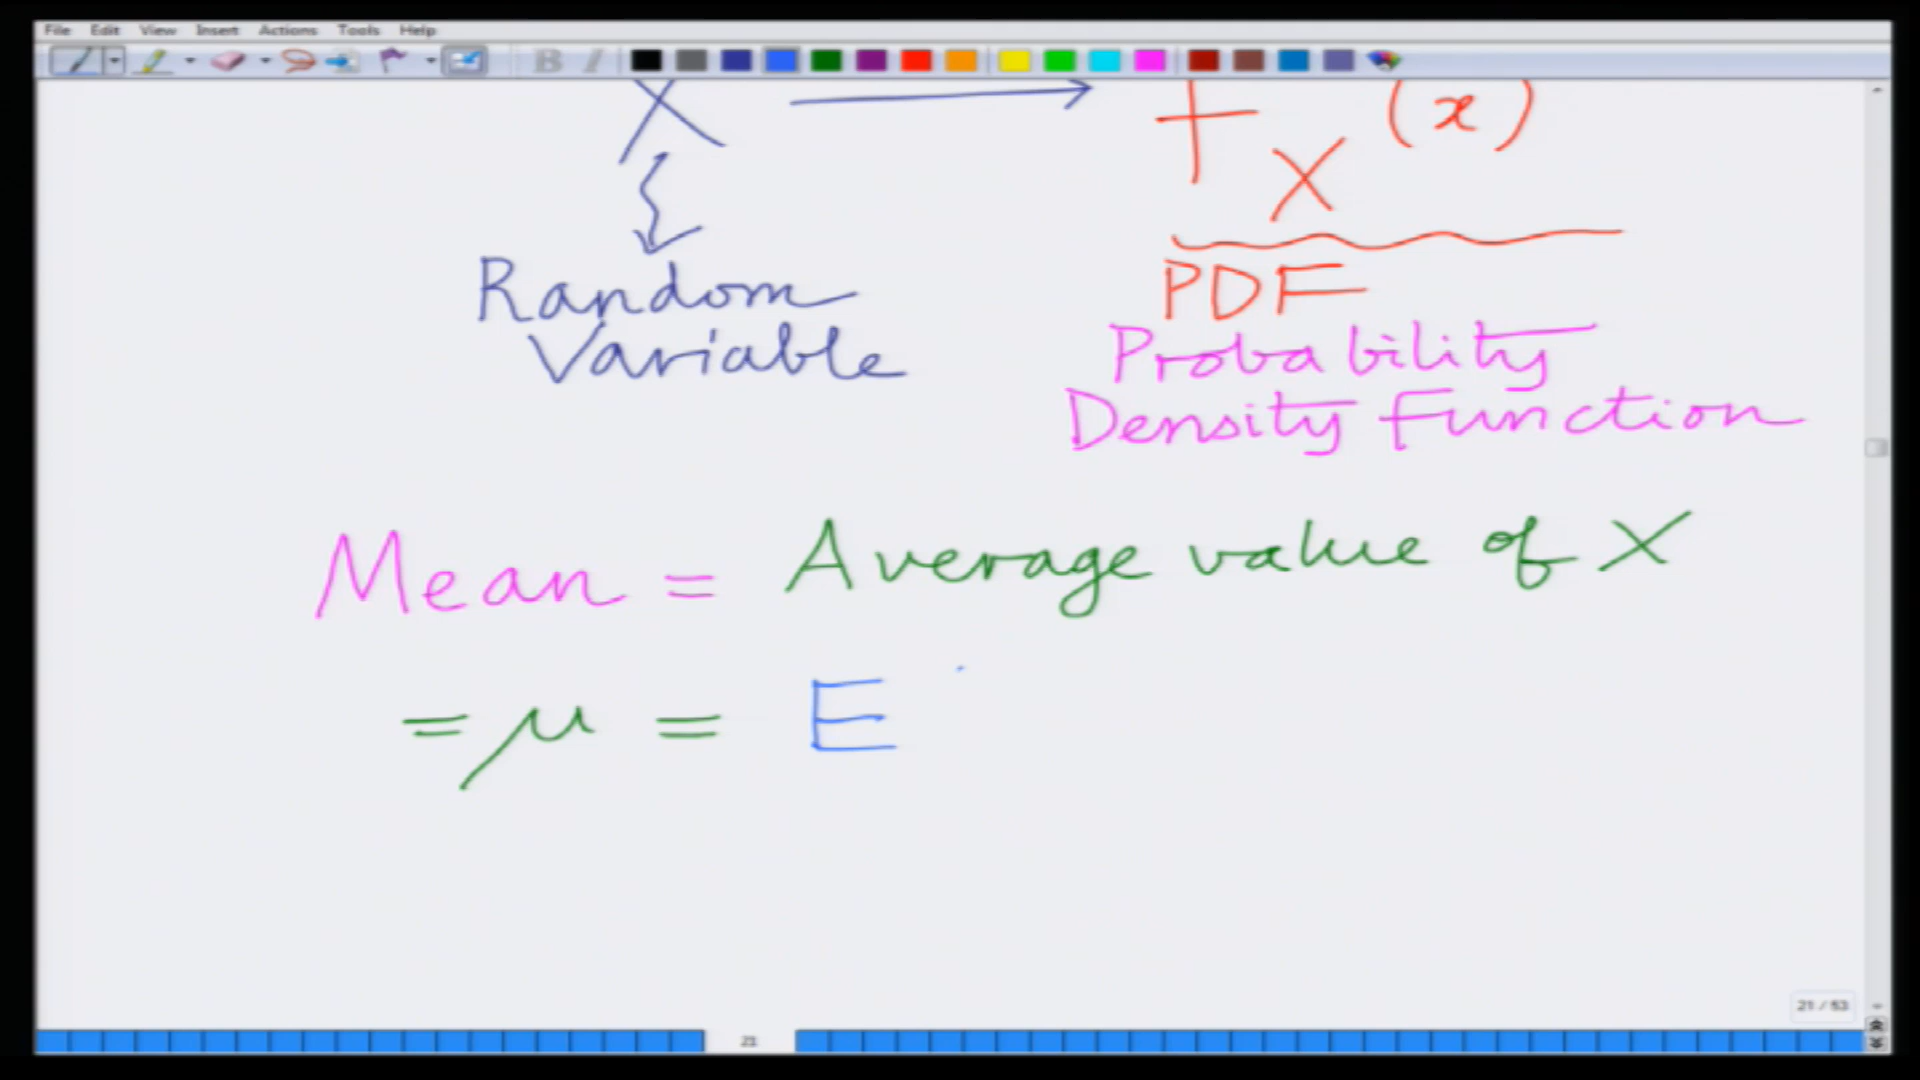 File Edit View Insert Actions Tools Help
B I
X → F_X (x)
Random
Variable
PDF
Probability
Density Function
Mean = Average value of X
= μ = E
21 / 53
21